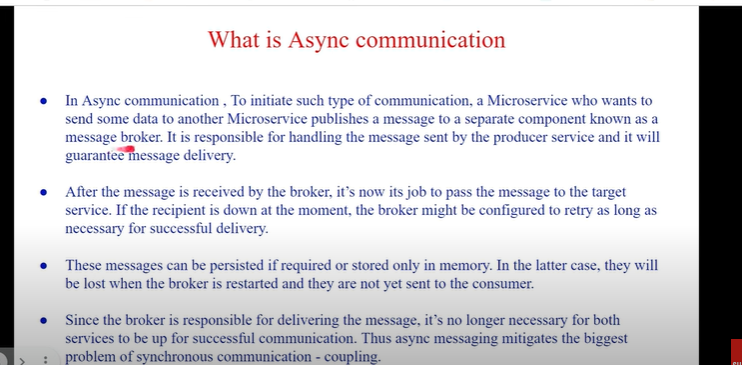 What is Async communication
In Async communication , To initiate such type of communication, a Microservice who wants to
send some data to another Microservice publishes a message to a separate component known as a
message broker. It is responsible for handling the message sent by the producer service and it will
guarantee message delivery.
After the message is received by the broker, it’s now its job to pass the message to the target
service. If the recipient is down at the moment, the broker might be configured to retry as long as
necessary for successful delivery.
These messages can be persisted if required or stored only in memory. In the latter case, they will
be lost when the broker is restarted and they are not yet sent to the consumer.
Since the broker is responsible for delivering the message, it’s no longer necessary for both
services to be up for successful communication. Thus async messaging mitigates the biggest
problem of synchronous communication - coupling.